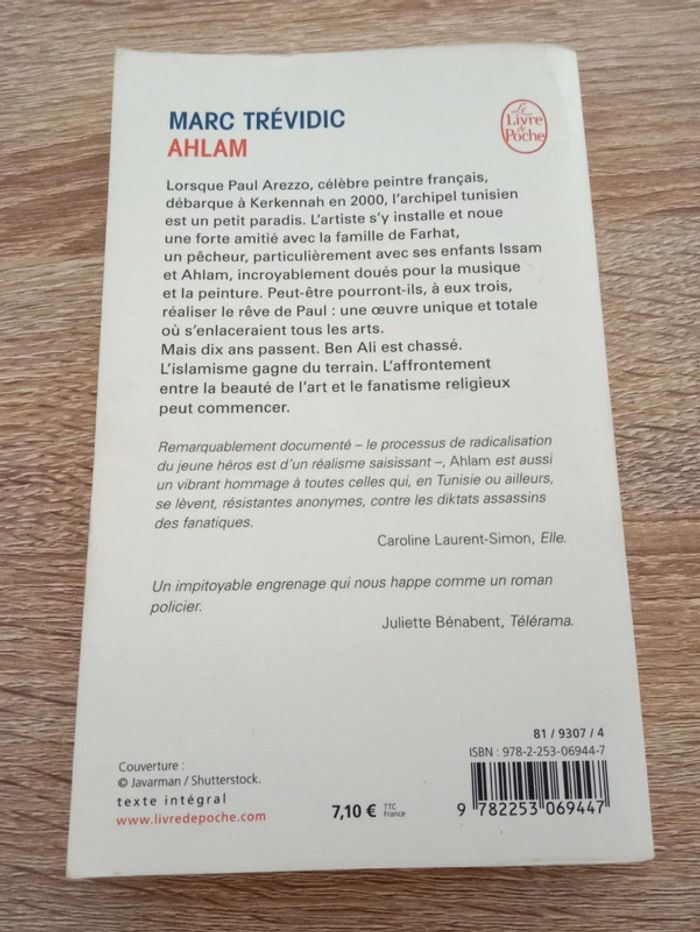 MARC TRÉVIDIC
AHLAM
Le
Livre
de
Poche
Lorsque Paul Arezzo, célèbre peintre français,
débarque à Kerkennah en 2000, l'archipel tunisien
est un petit paradis. L'artiste s'y installe et noue
une forte amitié avec la famille de Farhat,
un pêcheur, particulièrement avec ses enfants Issam
et Ahlam, incroyablement doués pour la musique
et la peinture. Peut-être pourront-ils, à eux trois,
réaliser le rêve de Paul : une œuvre unique et totale
où s'enlaceraient tous les arts.
Mais dix ans passent. Ben Ali est chassé.
L'islamisme gagne du terrain. L'affrontement
entre la beauté de l'art et le fanatisme religieux
peut commencer.
Remarquablement documenté – le processus de radicalisation
du jeune héros est d'un réalisme saisissant –, Ahlam est aussi
un vibrant hommage à toutes celles qui, en Tunisie ou ailleurs,
se lèvent, résistantes anonymes, contre les diktats assassins
des fanatiques.
Caroline Laurent-Simon, Elle.
Un impitoyable engrenage qui nous happe comme un roman
policier.
Juliette Bénabent, Télérama.
Couverture :
© Javarman / Shutterstock.
texte intégral
www.livredepoche.com
7,10 € TTC
France
81 / 9307 / 4
ISBN : 978-2-253-06944-7
9 782253 069447